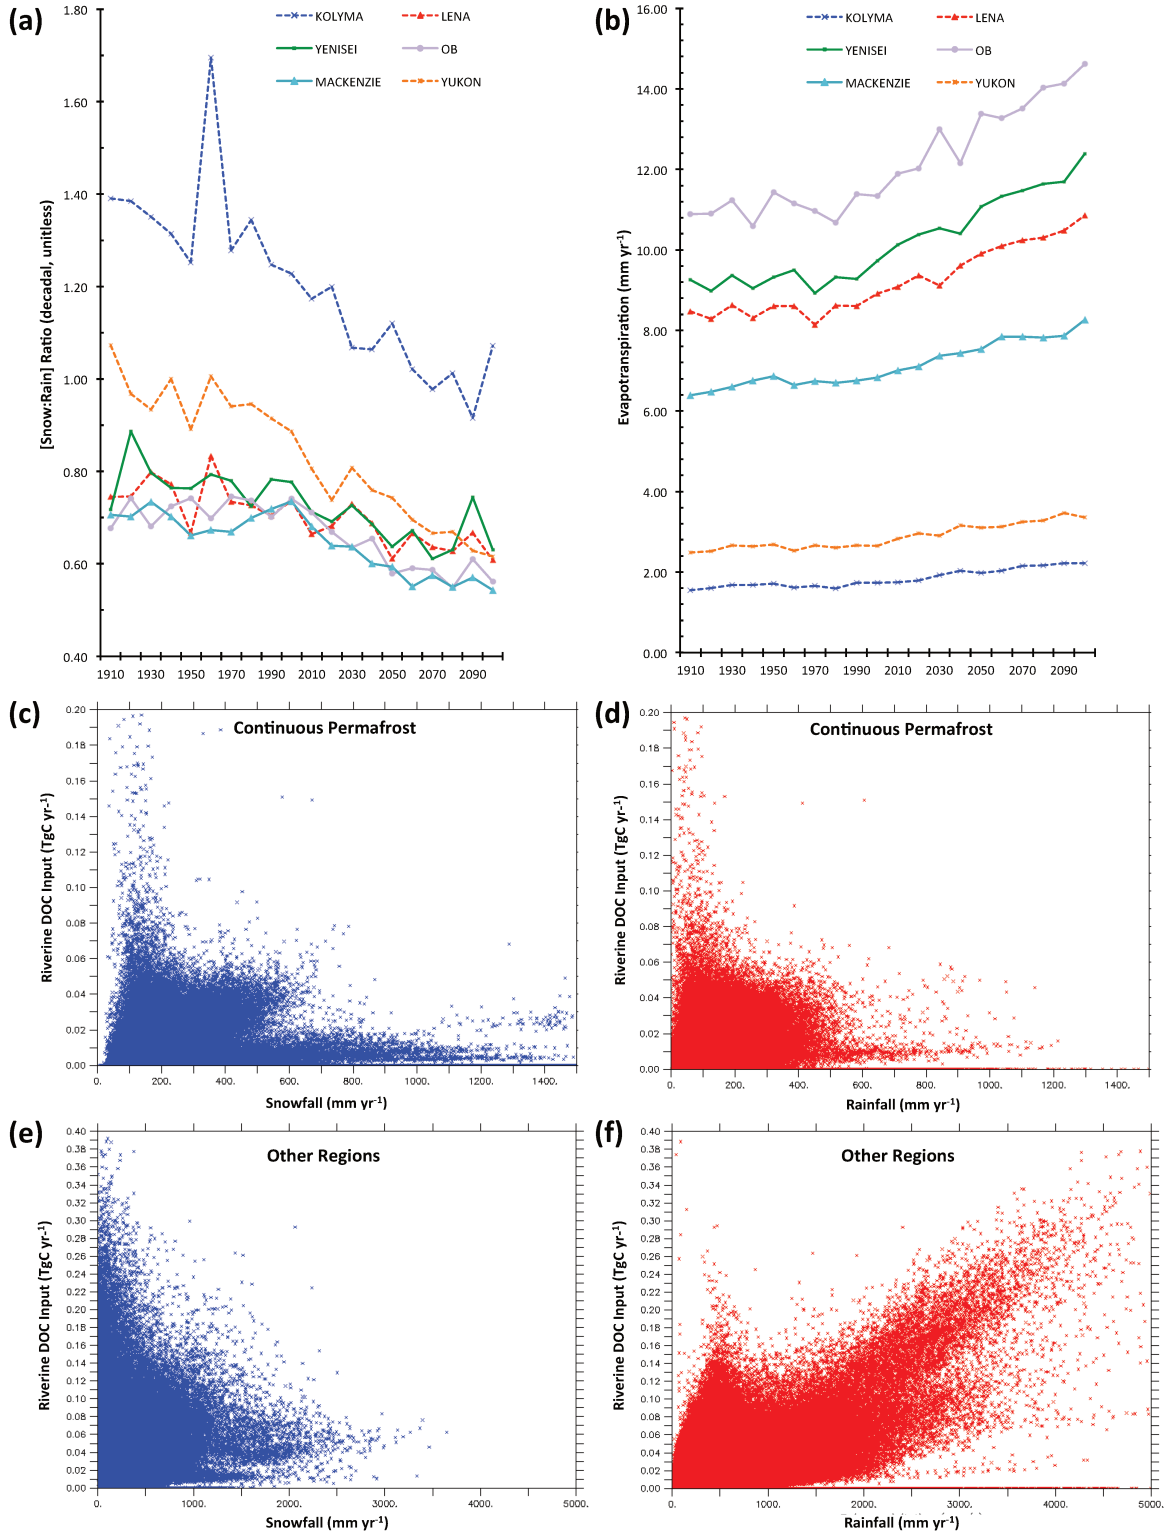 (a)
KOLYMA
LENA
YENISEI
OB
MACKENZIE
YUKON
[Snow:Rain] Ratio (decadal, unitless)
1.80
1.60
1.40
1.20
1.00
0.80
0.60
0.40
1910 1930 1950 1970 1990 2010 2030 2050 2070 2090
(b)
KOLYMA
LENA
YENISEI
OB
MACKENZIE
YUKON
Evapotranspiration (mm yr-1)
16.00
14.00
12.00
10.00
8.00
6.00
4.00
2.00
0.00
1910 1930 1950 1970 1990 2010 2030 2050 2070 2090
(c)
Continuous Permafrost
Riverine DOC Input (TgC yr-1)
0.20
0.18
0.16
0.14
0.12
0.10
0.08
0.06
0.04
0.02
0.00
0. 200. 400. 600. 800. 1000. 1200. 1400.
Snowfall (mm yr-1)
(d)
Continuous Permafrost
Riverine DOC Input (TgC yr-1)
0.20
0.18
0.16
0.14
0.12
0.10
0.08
0.06
0.04
0.02
0.00
0. 200. 400. 600. 800. 1000. 1200. 1400.
Rainfall (mm yr-1)
(e)
Other Regions
Riverine DOC Input (TgC yr-1)
0.40
0.38
0.36
0.33
0.32
0.30
0.28
0.26
0.24
0.22
0.20
0.18
0.16
0.14
0.12
0.10
0.08
0.06
0.04
0.02
0.00
0. 1000. 2000. 3000. 4000. 5000.
Snowfall (mm yr-1)
(f)
Other Regions
Riverine DOC Input (TgC yr-1)
0.40
0.38
0.36
0.33
0.32
0.30
0.28
0.26
0.24
0.22
0.20
0.18
0.16
0.14
0.12
0.10
0.08
0.06
0.04
0.02
0.00
0. 1000. 2000. 3000. 4000. 5000.
Rainfall (mm yr-1)